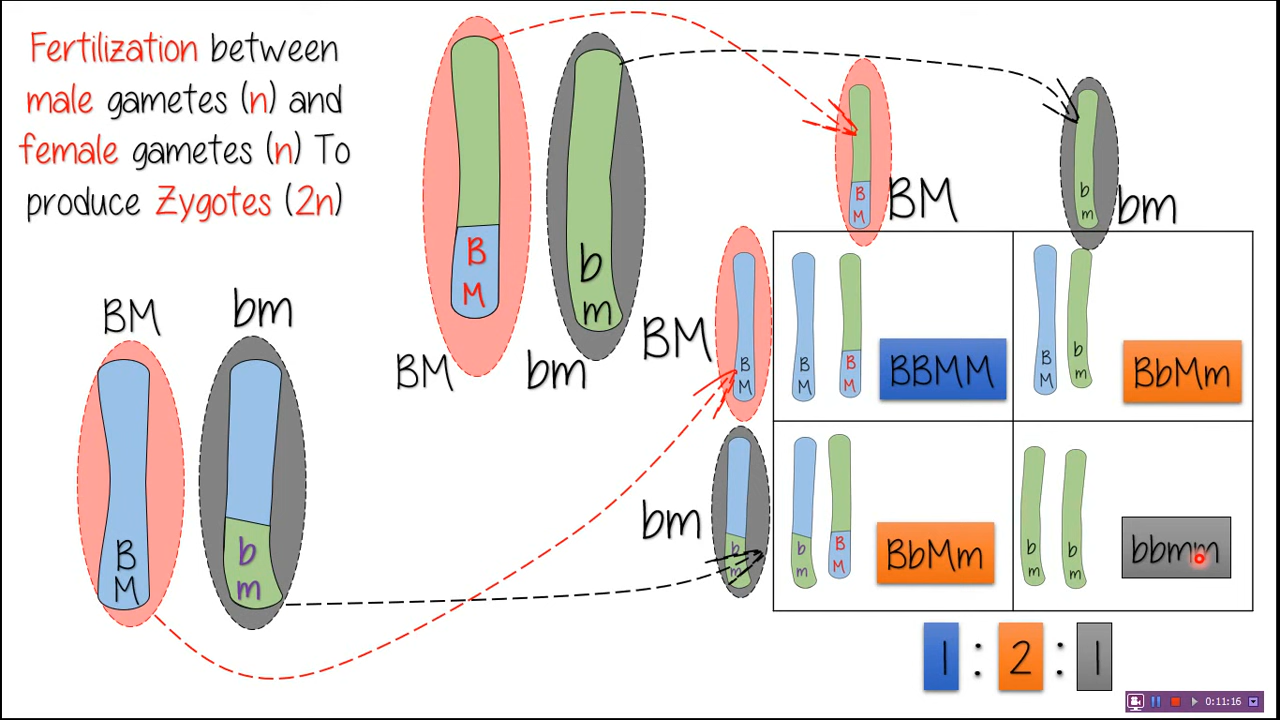 Fertilization between
male gametes (n) and
female gametes (n) To
produce Zygotes (2n)
B
M
b
m
BM
bm
BM
bm
B
M
b
m
B
M
BM
b
m
bm
BM
B
M
bm
b
m
B
M
B
M
BBMM
B
M
b
m
BbMm
b
m
B
M
BbMm
b
m
b
m
bbmm
1 : 2 : 1
0:11:16